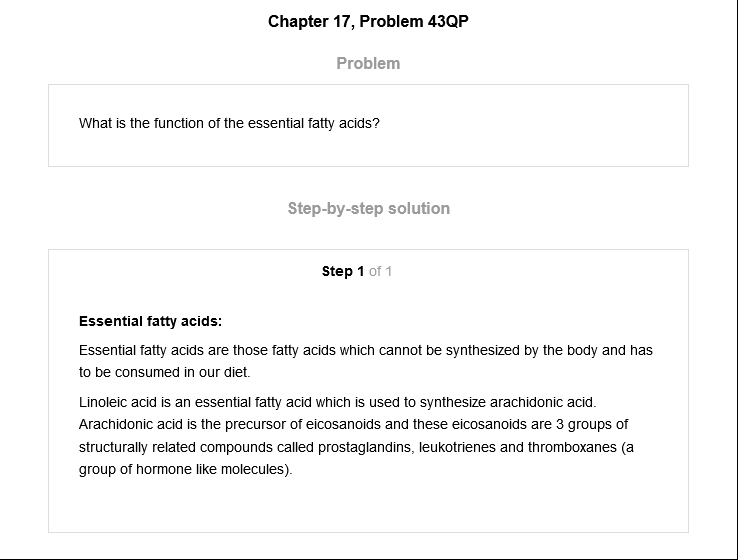 Chapter 17, Problem 43QP
Problem
What is the function of the essential fatty acids?
Step-by-step solution
Step 1 of 1
Essential fatty acids:
Essential fatty acids are those fatty acids which cannot be synthesized by the body and has
to be consumed in our diet.
Linoleic acid is an essential fatty acid which is used to synthesize arachidonic acid.
Arachidonic acid is the precursor of eicosanoids and these eicosanoids are 3 groups of
structurally related compounds called prostaglandins, leukotrienes and thromboxanes (a
group of hormone like molecules).